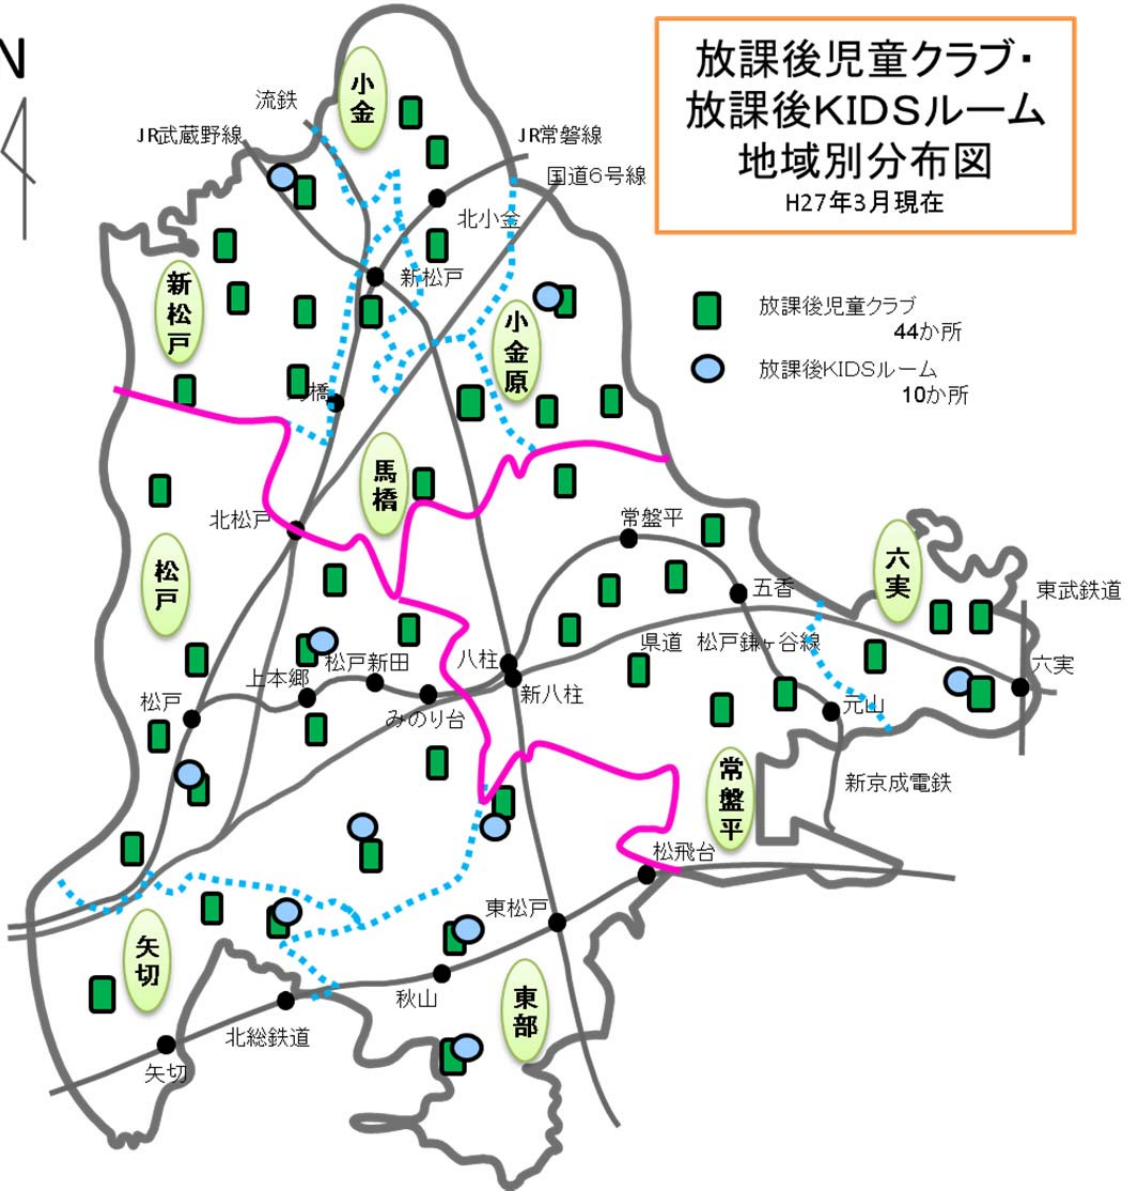 N
放課後児童クラブ・
放課後KIDSルーム
地域別分布図
H27年3月現在
放課後児童クラブ
44か所
放課後KIDSルーム
10か所
小金
流鉄
JR武蔵野線
JR常磐線
国道6号線
北小金
新松戸
新松戸
小金原
橋
馬橋
北松戸
常盤平
松戸
五香
六実
東武鉄道
県道 松戸鎌ヶ谷線
八柱
松戸新田
上本郷
六実
松戸
新八柱
みのり台
元山
常盤平
新京成電鉄
松飛台
東松戸
矢切
秋山
東部
北総鉄道
矢切